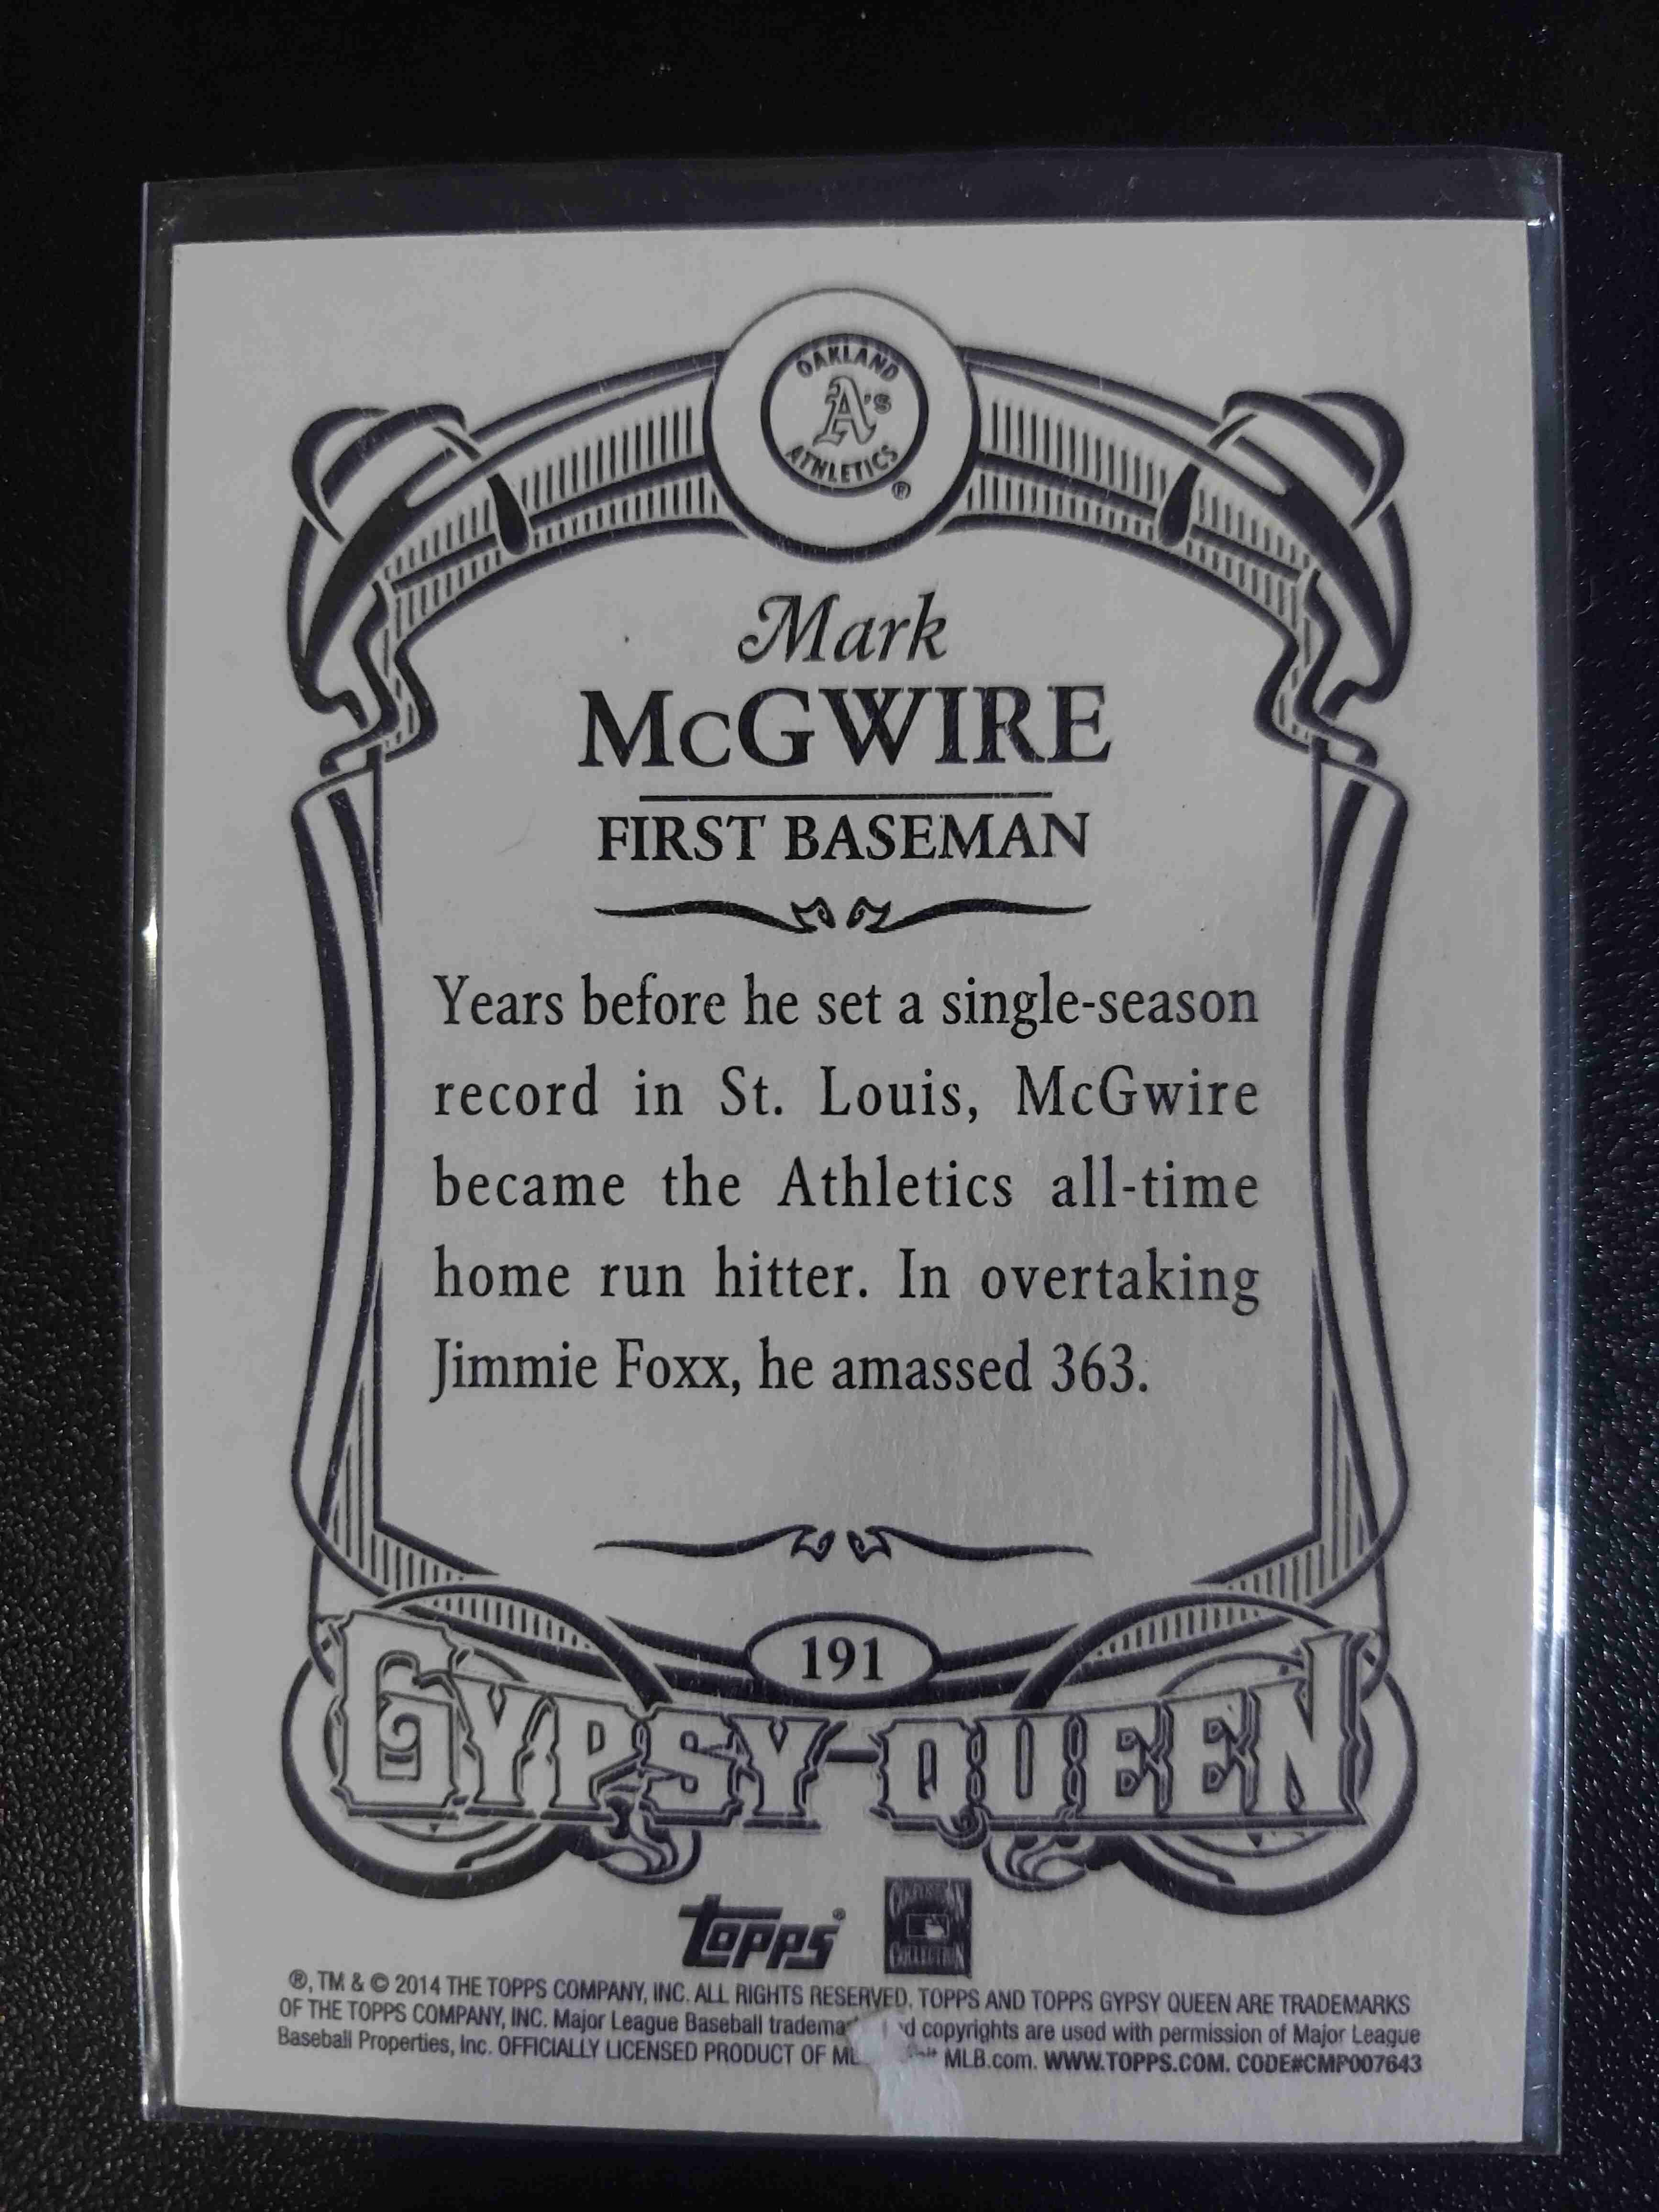 OAKLAND
A's
ATHLETICS
®
Mark
McGWIRE
FIRST BASEMAN
Years before he set a single-season
record in St. Louis, McGwire
became the Athletics all-time
home run hitter. In overtaking
Jimmie Foxx, he amassed 363.
191
GYPSY QUEEN
topps®
COOPERSTOWN
COLLECTION
®, TM & © 2014 THE TOPPS COMPANY, INC. ALL RIGHTS RESERVED. TOPPS AND TOPPS GYPSY QUEEN ARE TRADEMARKS
OF THE TOPPS COMPANY, INC. Major League Baseball copyrights are used with permission of Major League
Baseball Properties, Inc. OFFICIALLY LICENSED PRODUCT OF MLB.com. WWW.TOPPS.COM. CODE#CMP007643